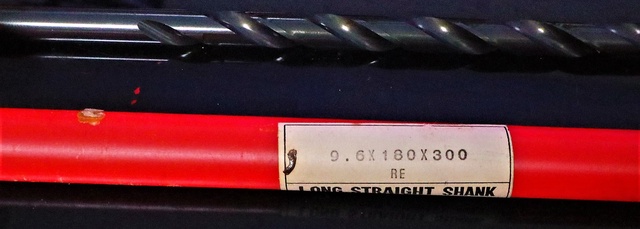 9.6X180X300
RE
LONG STRAIGHT SHANK